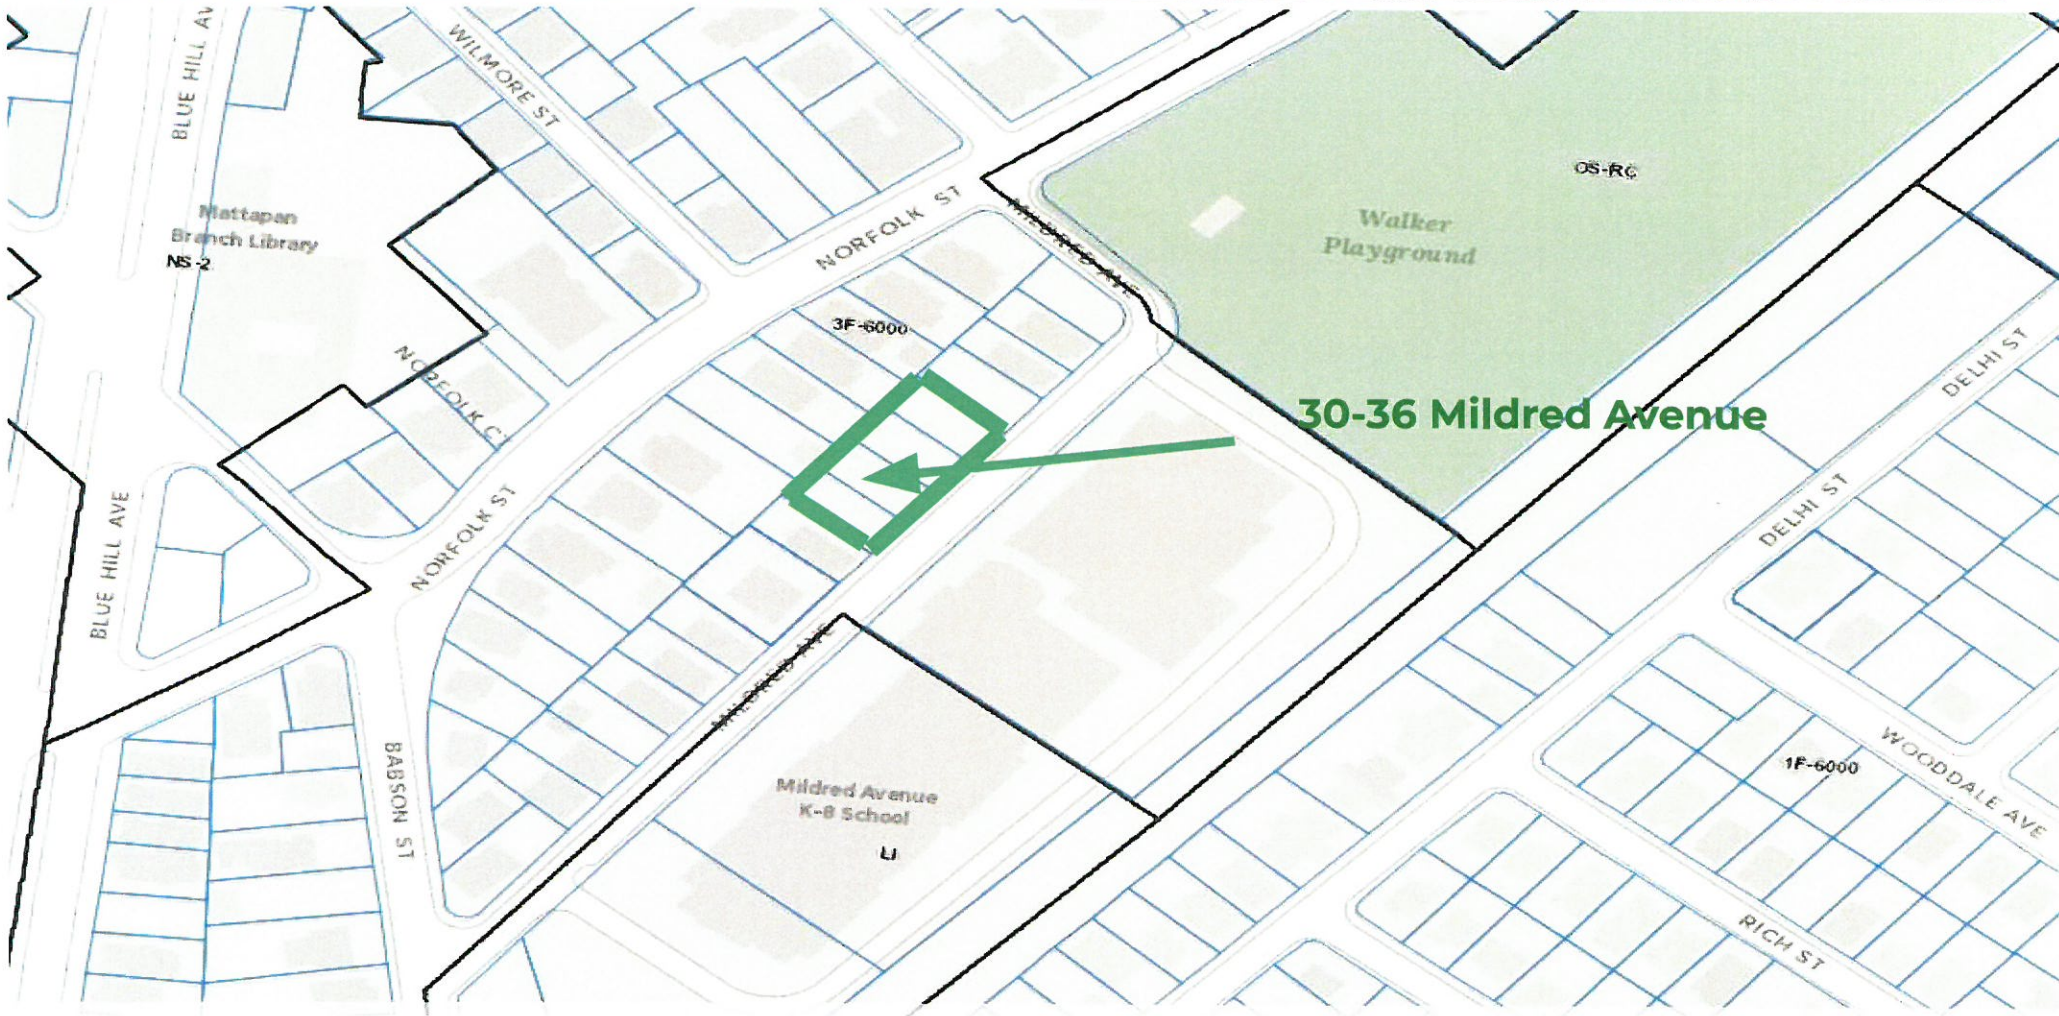 BLUE HILL AV
WILMORE ST
OS-RC
Mattapan
Branch Library
NS-2
NORFOLK ST
MILDRED AVE
Walker
Playground
3F-6000
NORFOLK CT
DELHI ST
30-36 Mildred Avenue
BLUE HILL AVE
NORFOLK ST
DELHI ST
MILDRED AVE
BABSON ST
Mildred Avenue
K-8 School
LI
1F-6000
WOODDALE AVE
RICH ST